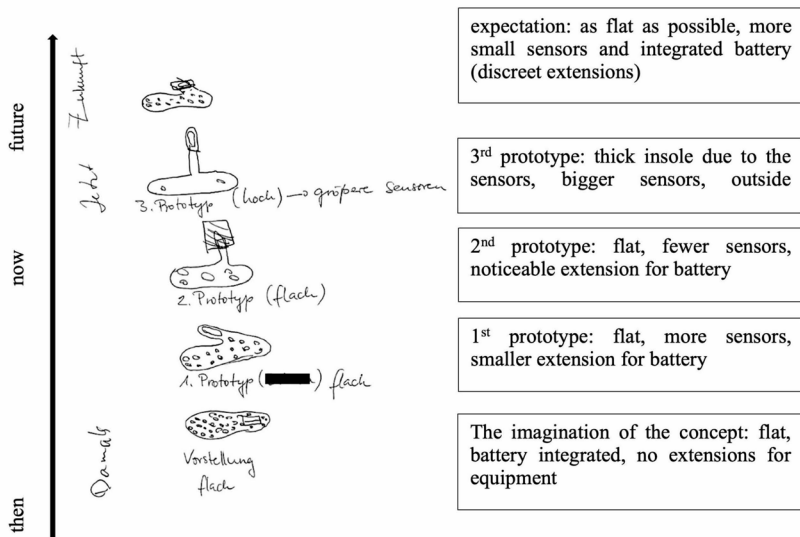 expectation: as flat as possible, more
small sensors and integrated battery
(discreet extensions)
future
Zukunft
3rd prototype: thick insole due to the
sensors, bigger sensors, outside
Jetzt
3. Prototyp (hoch) → größere Sensoren
now
2nd prototype: flat, fewer sensors,
noticeable extension for battery
2. Prototyp (flach)
1st prototype: flat, more sensors,
smaller extension for battery
1. Prototyp ( ) flach
Damals
The imagination of the concept: flat,
battery integrated, no extensions for
equipment
Vorstellung
flach
then